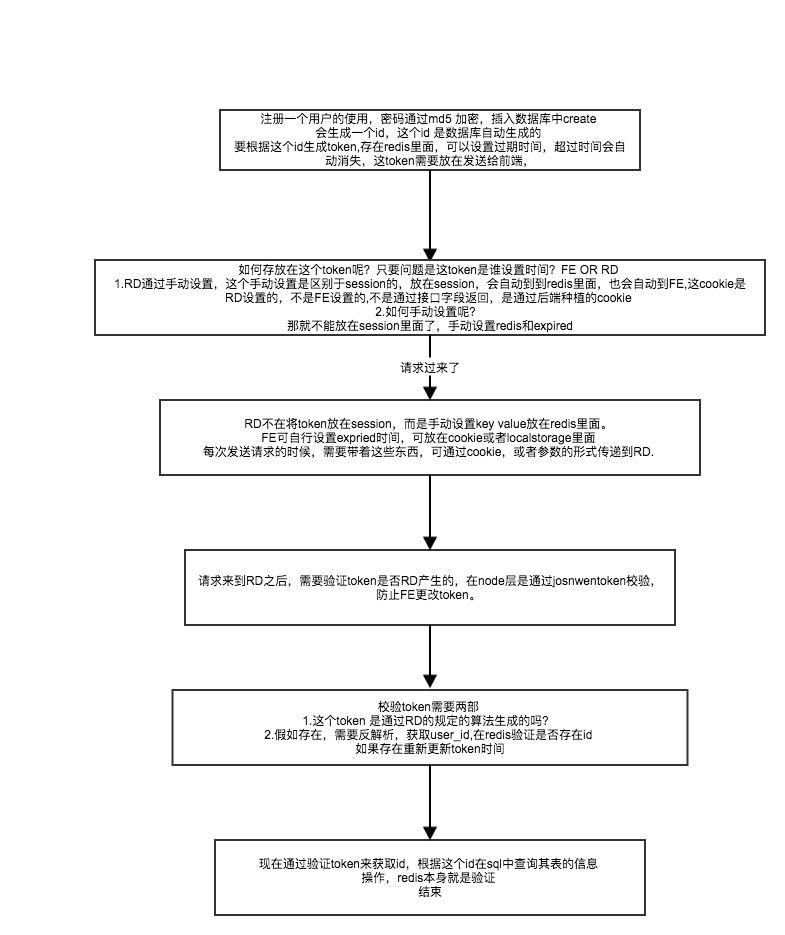 注册一个用户的使用，密码通过md5 加密，插入数据库中create
会生成一个id，这个id 是数据库自动生成的
要根据这个id生成token,存在redis里面，可以设置过期时间，超过时间会自
动消失，这token需要放在发送给前端，
如何存放在这个token呢？只要问题是这token是谁设置时间？FE OR RD
1.RD通过手动设置，这个手动设置是区别于session的，放在session，会自动到到redis里面，也会自动到FE,这cookie是
RD设置的，不是FE设置的,不是通过接口字段返回，是通过后端种植的cookie
2.如何手动设置呢？
那就不能放在session里面了，手动设置redis和expired
请求过来了
RD不在将token放在session，而是手动设置key value放在redis里面。
FE可自行设置expried时间，可放在cookie或者localstorage里面
每次发送请求的时候，需要带着这些东西，可通过cookie，或者参数的形式传递到RD.
请求来到RD之后，需要验证token是否RD产生的，在node层是通过josnwentoken校验，
防止FE更改token。
校验token需要两部
1.这个token 是通过RD的规定的算法生成的吗？
2.假如存在，需要反解析，获取user_id,在redis验证是否存在id
如果存在重新更新token时间
现在通过验证token来获取id，根据这个id在sql中查询其表的信息
操作，redis本身就是验证
结束